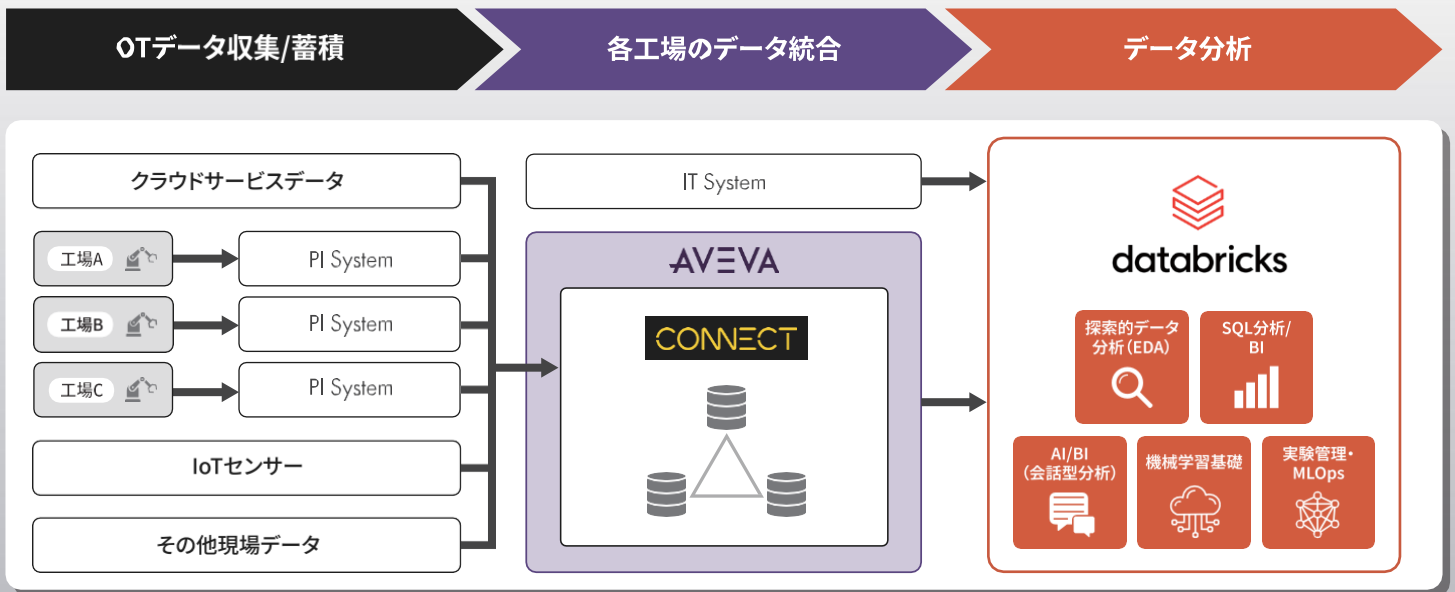 OTデータ収集/蓄積
各工場のデータ統合
データ分析
クラウドサービスデータ
工場A
PI System
工場B
PI System
工場C
PI System
IoTセンサー
その他現場データ
IT System
AVEVA
CONNECT
databricks
探索的データ
分析（EDA）
SQL分析/
BI
AI/BI
（会話型分析）
機械学習基礎
実験管理・
MLOps